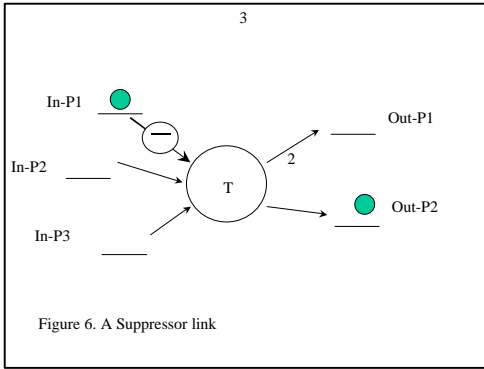 3
In-P1
Out-P1
In-P2
2
T
Out-P2
In-P3
Figure 6. A Suppressor link